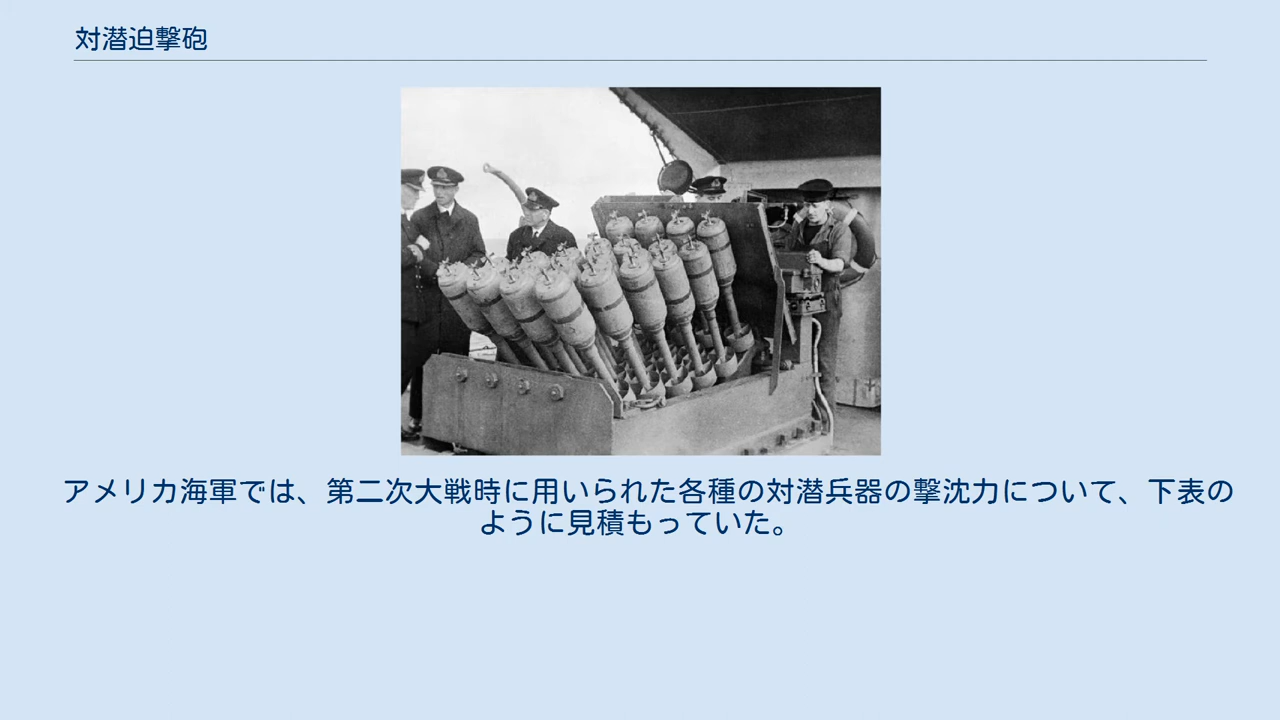 対潜迫撃砲
アメリカ海軍では、第二次大戦時に用いられた各種の対潜兵器の撃沈力について、下表の
ように見積もっていた。